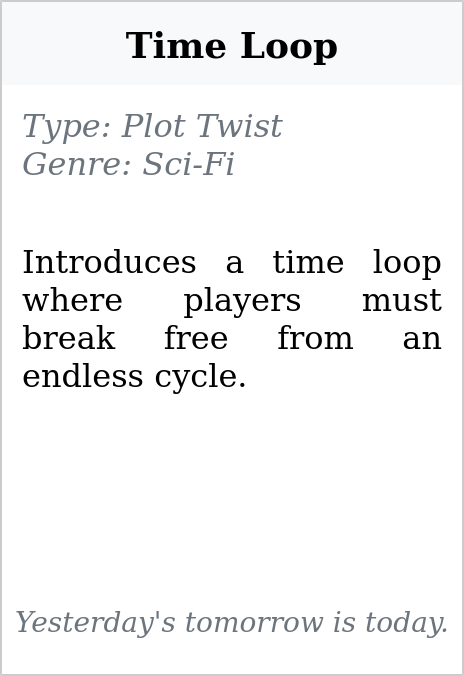 Time Loop
Type: Plot Twist
Genre: Sci-Fi
Introduces a time loop
where players must
break free from an
endless cycle.
Yesterday's tomorrow is today.